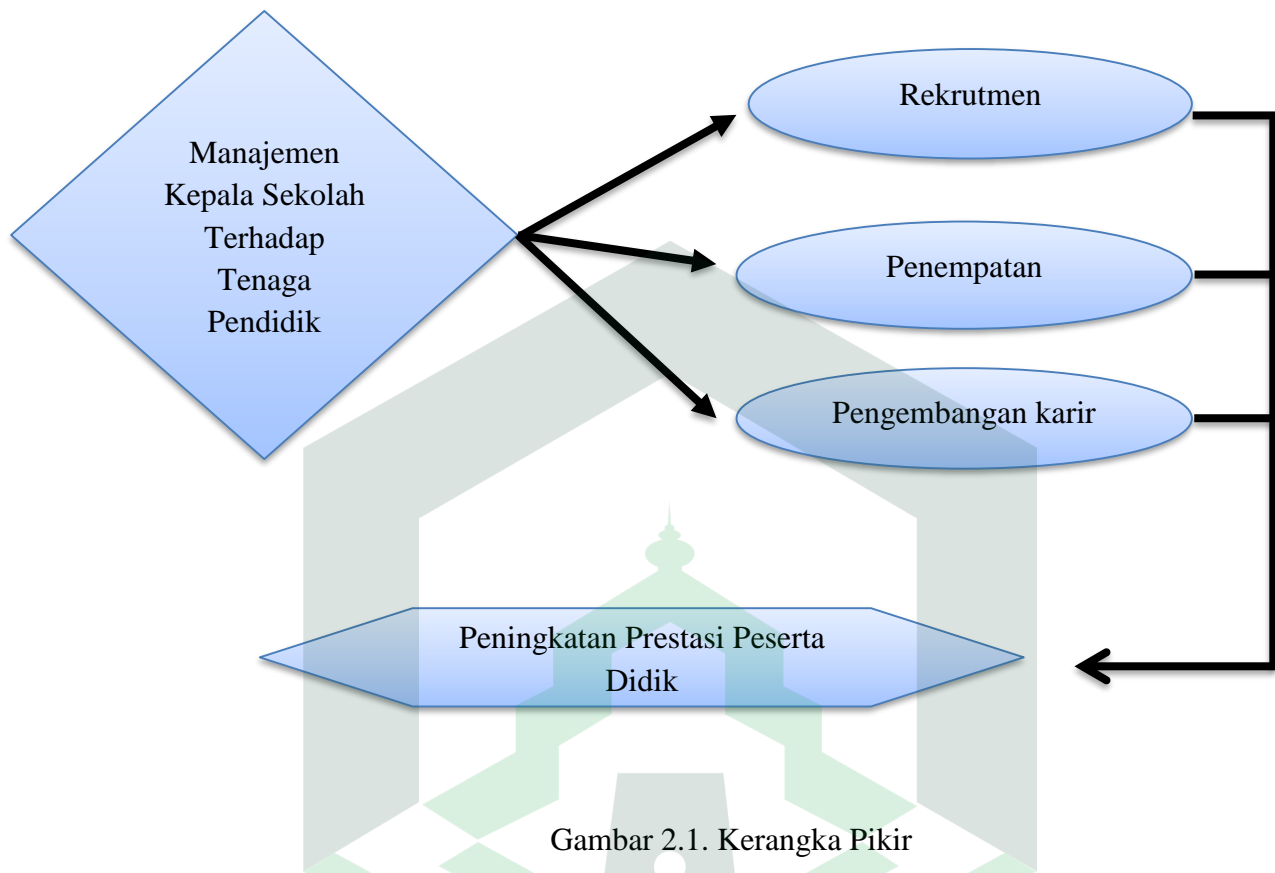 Manajemen
Kepala Sekolah
Terhadap
Tenaga
Pendidik
Rekrutmen
Penempatan
Pengembangan karir
Peningkatan Prestasi Peserta
Didik
Gambar 2.1. Kerangka Pikir